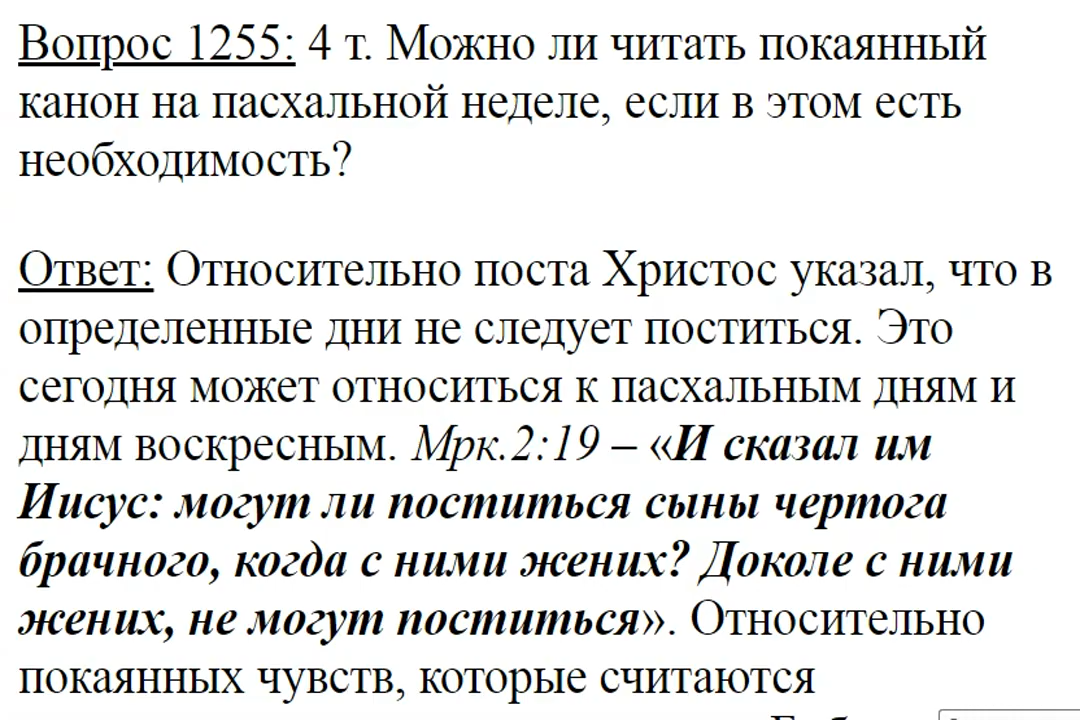 Вопрос 1255: 4 т. Можно ли читать покаянный
канон на пасхальной неделе, если в этом есть
необходимость?
Ответ: Относительно поста Христос указал, что в
определенные дни не следует поститься. Это
сегодня может относиться к пасхальным дням и
дням воскресным. Мрк.2:19 – «И сказал им
Иисус: могут ли поститься сыны чертога
брачного, когда с ними жених? Доколе с ними
жених, не могут поститься». Относительно
покаянных чувств, которые считаются